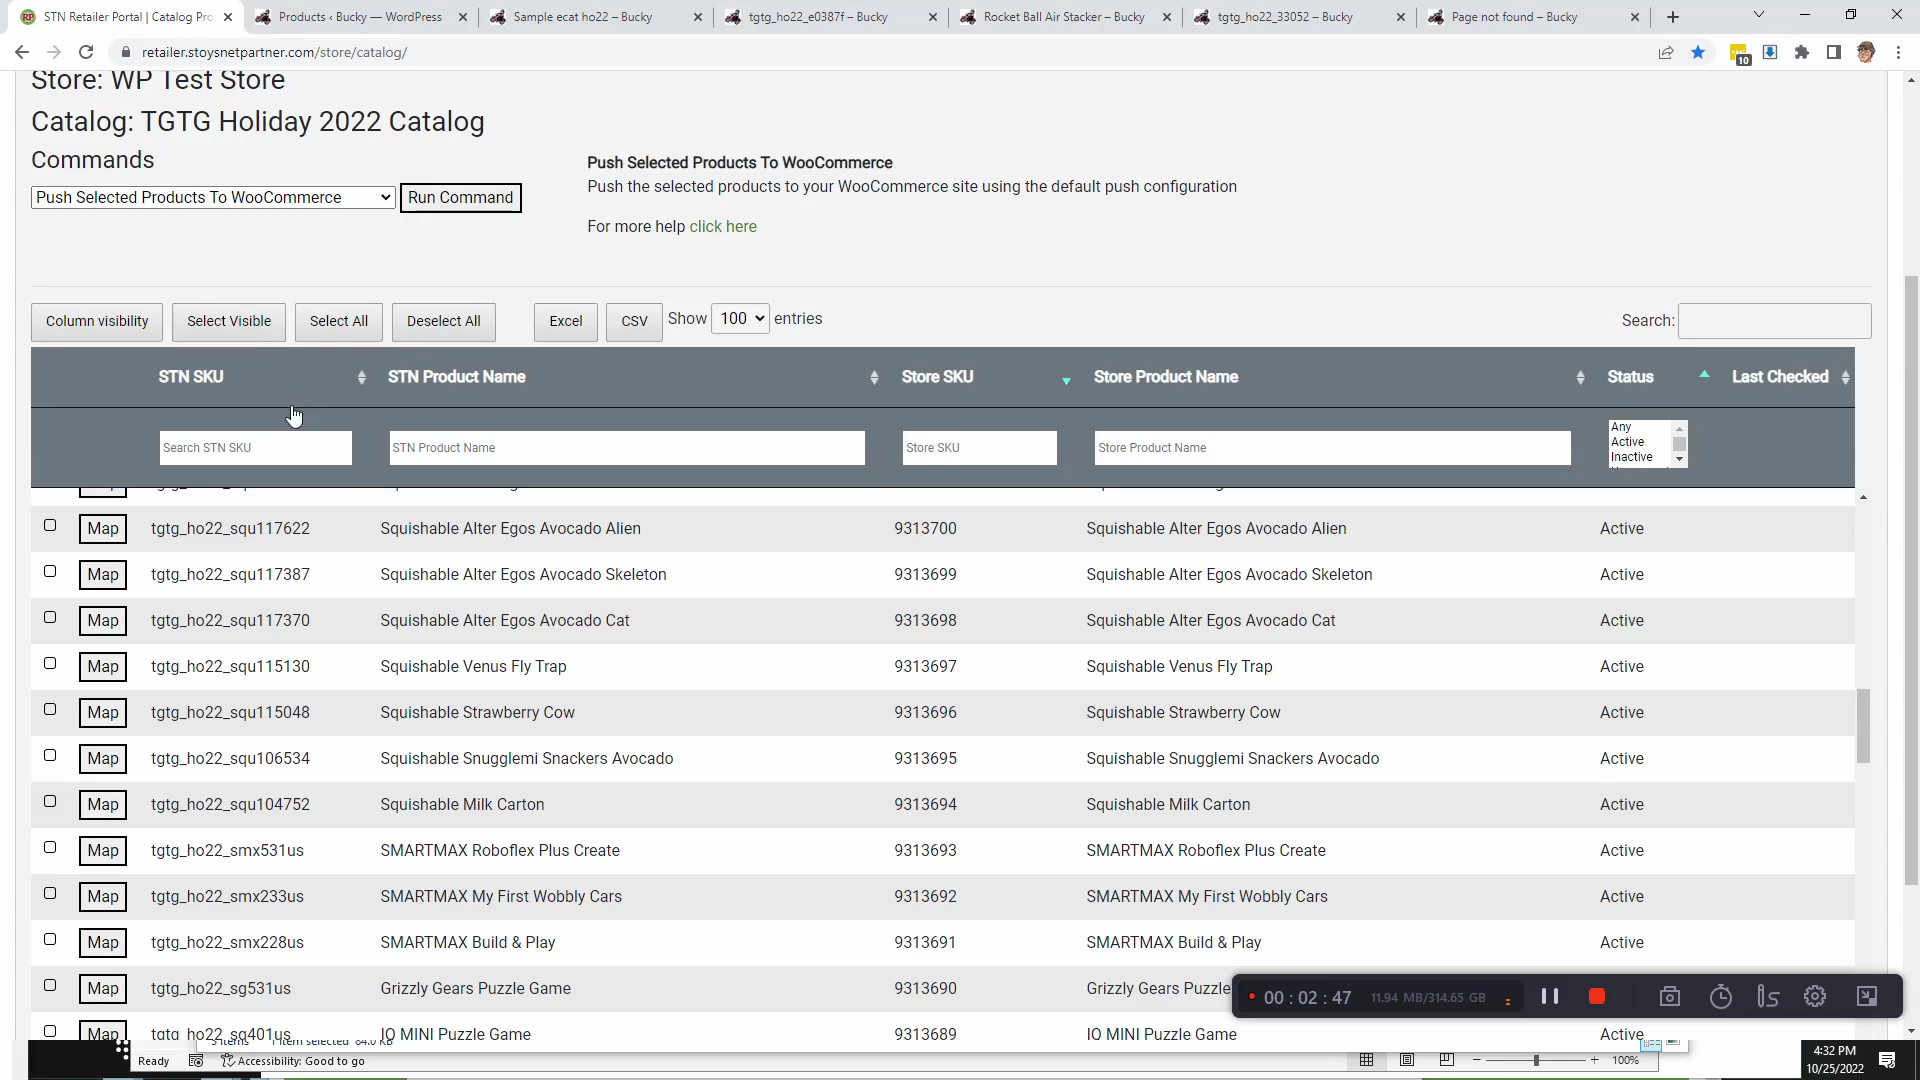 STN Retailer Portal | Catalog Pro
Products ‹ Bucky — WordPress
Sample ecat ho22 – Bucky
tgtg_ho22_e0387f – Bucky
Rocket Ball Air Stacker – Bucky
tgtg_ho22_33052 – Bucky
Page not found – Bucky
retailer.stoysnetpartner.com/store/catalog/
10
Store: WP Test Store
Catalog: TGTG Holiday 2022 Catalog
Commands
Push Selected Products To WooCommerce
Run Command
Push Selected Products To WooCommerce
Push the selected products to your WooCommerce site using the default push configuration
For more help click here
Column visibility
Select Visible
Select All
Deselect All
Excel
CSV
Show 100 entries
Search:
STN SKU STN Product Name Store SKU Store Product Name Status Last Checked
Search STN SKU STN Product Name Store SKU Store Product Name
Any
Active
Inactive
Map tgtg_ho22_squ117622 Squishable Alter Egos Avocado Alien 9313700 Squishable Alter Egos Avocado Alien Active
Map tgtg_ho22_squ117387 Squishable Alter Egos Avocado Skeleton 9313699 Squishable Alter Egos Avocado Skeleton Active
Map tgtg_ho22_squ117370 Squishable Alter Egos Avocado Cat 9313698 Squishable Alter Egos Avocado Cat Active
Map tgtg_ho22_squ115130 Squishable Venus Fly Trap 9313697 Squishable Venus Fly Trap Active
Map tgtg_ho22_squ115048 Squishable Strawberry Cow 9313696 Squishable Strawberry Cow Active
Map tgtg_ho22_squ106534 Squishable Snugglemi Snackers Avocado 9313695 Squishable Snugglemi Snackers Avocado Active
Map tgtg_ho22_squ104752 Squishable Milk Carton 9313694 Squishable Milk Carton Active
Map tgtg_ho22_smx531us SMARTMAX Roboflex Plus Create 9313693 SMARTMAX Roboflex Plus Create Active
Map tgtg_ho22_smx233us SMARTMAX My First Wobbly Cars 9313692 SMARTMAX My First Wobbly Cars Active
Map tgtg_ho22_smx228us SMARTMAX Build & Play 9313691 SMARTMAX Build & Play Active
Map tgtg_ho22_sg531us Grizzly Gears Puzzle Game 9313690 Grizzly Gears Puzzle
00 : 02 : 47 11.94 MB/314.65 GB
Map tgtg_ho22_sg401us IQ MINI Puzzle Game 9313689 IQ MINI Puzzle Game Active
1 item selected 84.0 KB
Ready
Accessibility: Good to go
100%
4:32 PM
10/25/2022